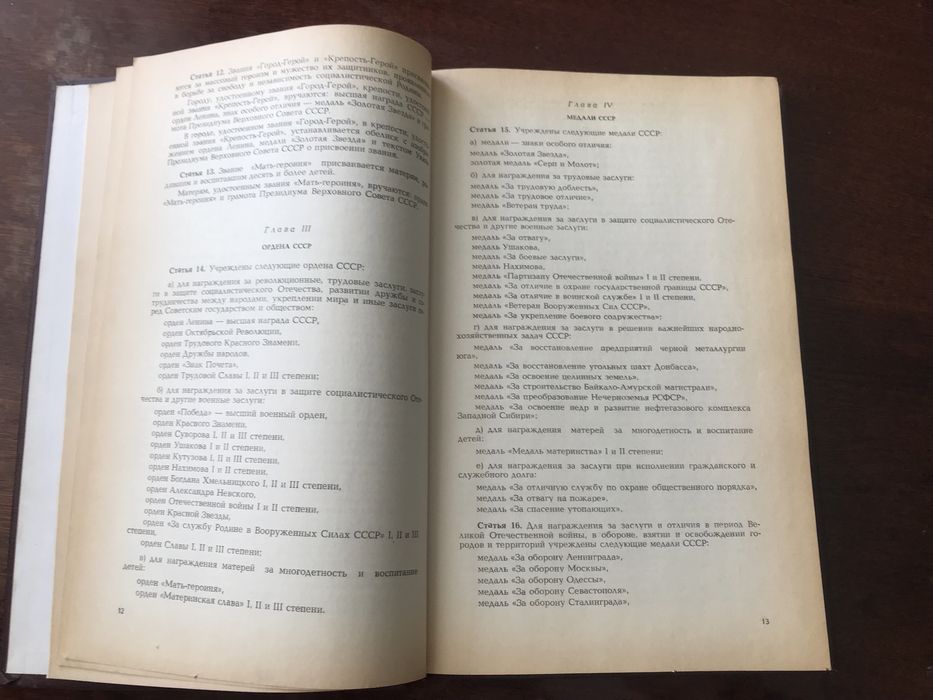 Статья 12. Звания «Город-Герой» и «Крепость-Герой»
ются за массовый героизм и мужество их защитников,
в борьбе за свободу и независимость социалистической Родины
Городу, удостоенному звания «Город-Герой», крепости,
ной звания «Крепость-Герой», вручаются: высшая награда СССР
орден Ленина, знак особого отличия — медаль «Золотая Звезда» и
мота Президиума Верховного Совета СССР.
В городе, удостоенном звания «Город-Герой», в крепости,
енной звания «Крепость-Герой», устанавливается обелиск с
жением ордена Ленина, медали «Золотая Звезда» и текстом
Президиума Верховного Совета СССР о присвоении звания.
Статья 13. Звание «Мать-героиня» присваивается матерям,
дившим и воспитавшим десять и более детей.
Матерям, удостоенным звания «Мать-героиня», вручаются:
«Мать-героиня» и грамота Президиума Верховного Совета СССР.
Глава III
ОРДЕНА СССР
Статья 14. Учреждены следующие ордена СССР:
а) для награждения за революционные, трудовые заслуги,
ги в защите социалистического Отечества, развитии дружбы и
трудничества между народами, укреплении мира и иные заслуги
ред Советским государством и обществом:
орден Ленина — высшая награда СССР,
орден Октябрьской Революции,
орден Трудового Красного Знамени,
орден Дружбы народов,
орден «Знак Почета»,
орден Трудовой Славы I, II и III степени;
б) для награждения за заслуги в защите социалистического Оте-
чества и другие военные заслуги:
орден «Победа» — высший военный орден,
орден Красного Знамени,
орден Суворова I, II и III степени,
орден Ушакова I и II степени,
орден Кутузова I, II и III степени,
орден Нахимова I и II степени,
орден Богдана Хмельницкого I, II и III степени,
орден Александра Невского,
орден Отечественной войны I и II степени,
орден Красной Звезды,
орден «За службу Родине в Вооруженных Силах СССР» I, II и III
степени,
орден Славы I, II и III степени;
в) для награждения матерей за многодетность и воспитание
детей:
орден «Мать-героиня»,
орден «Материнская слава» I, II и III степени.
12
Глава IV
МЕДАЛИ СССР
Статья 15. Учреждены следующие медали СССР:
а) медали — знаки особого отличия:
медаль «Золотая Звезда»,
золотая медаль «Серп и Молот»;
б) для награждения за трудовые заслуги:
медаль «За трудовую доблесть»,
медаль «За трудовое отличие»,
медаль «Ветеран труда»;
в) для награждения за заслуги в защите социалистического Оте-
чества и другие военные заслуги:
медаль «За отвагу»,
медаль Ушакова,
медаль «За боевые заслуги»,
медаль Нахимова,
медаль «Партизану Отечественной войны» I и II степени,
медаль «За отличие в охране государственной границы СССР»,
медаль «За отличие в воинской службе» I и II степени,
медаль «Ветеран Вооруженных Сил СССР»,
медаль «За укрепление боевого содружества»;
г) для награждения за заслуги в решении важнейших народно-
хозяйственных задач СССР:
медаль «За восстановление предприятий черной металлургии
юга»,
медаль «За восстановление угольных шахт Донбасса»,
медаль «За освоение целинных земель»,
медаль «За строительство Байкало-Амурской магистрали»,
медаль «За преобразование Нечерноземья РСФСР»,
медаль «За освоение недр и развитие нефтегазового комплекса
Западной Сибири»;
д) для награждения матерей за многодетность и воспитание
детей:
медаль «Медаль материнства» I и II степени;
е) для награждения за заслуги при исполнении гражданского и
служебного долга:
медаль «За отличную службу по охране общественного порядка»,
медаль «За отвагу на пожаре»,
медаль «За спасение утопающих».
Статья 16. Для награждения за заслуги и отличия в период Ве-
ликой Отечественной войны, в обороне, взятии и освобождении го-
родов и территорий учреждены следующие медали СССР:
медаль «За оборону Ленинграда»,
медаль «За оборону Москвы»,
медаль «За оборону Одессы»,
медаль «За оборону Севастополя»,
медаль «За оборону Сталинграда»,
13